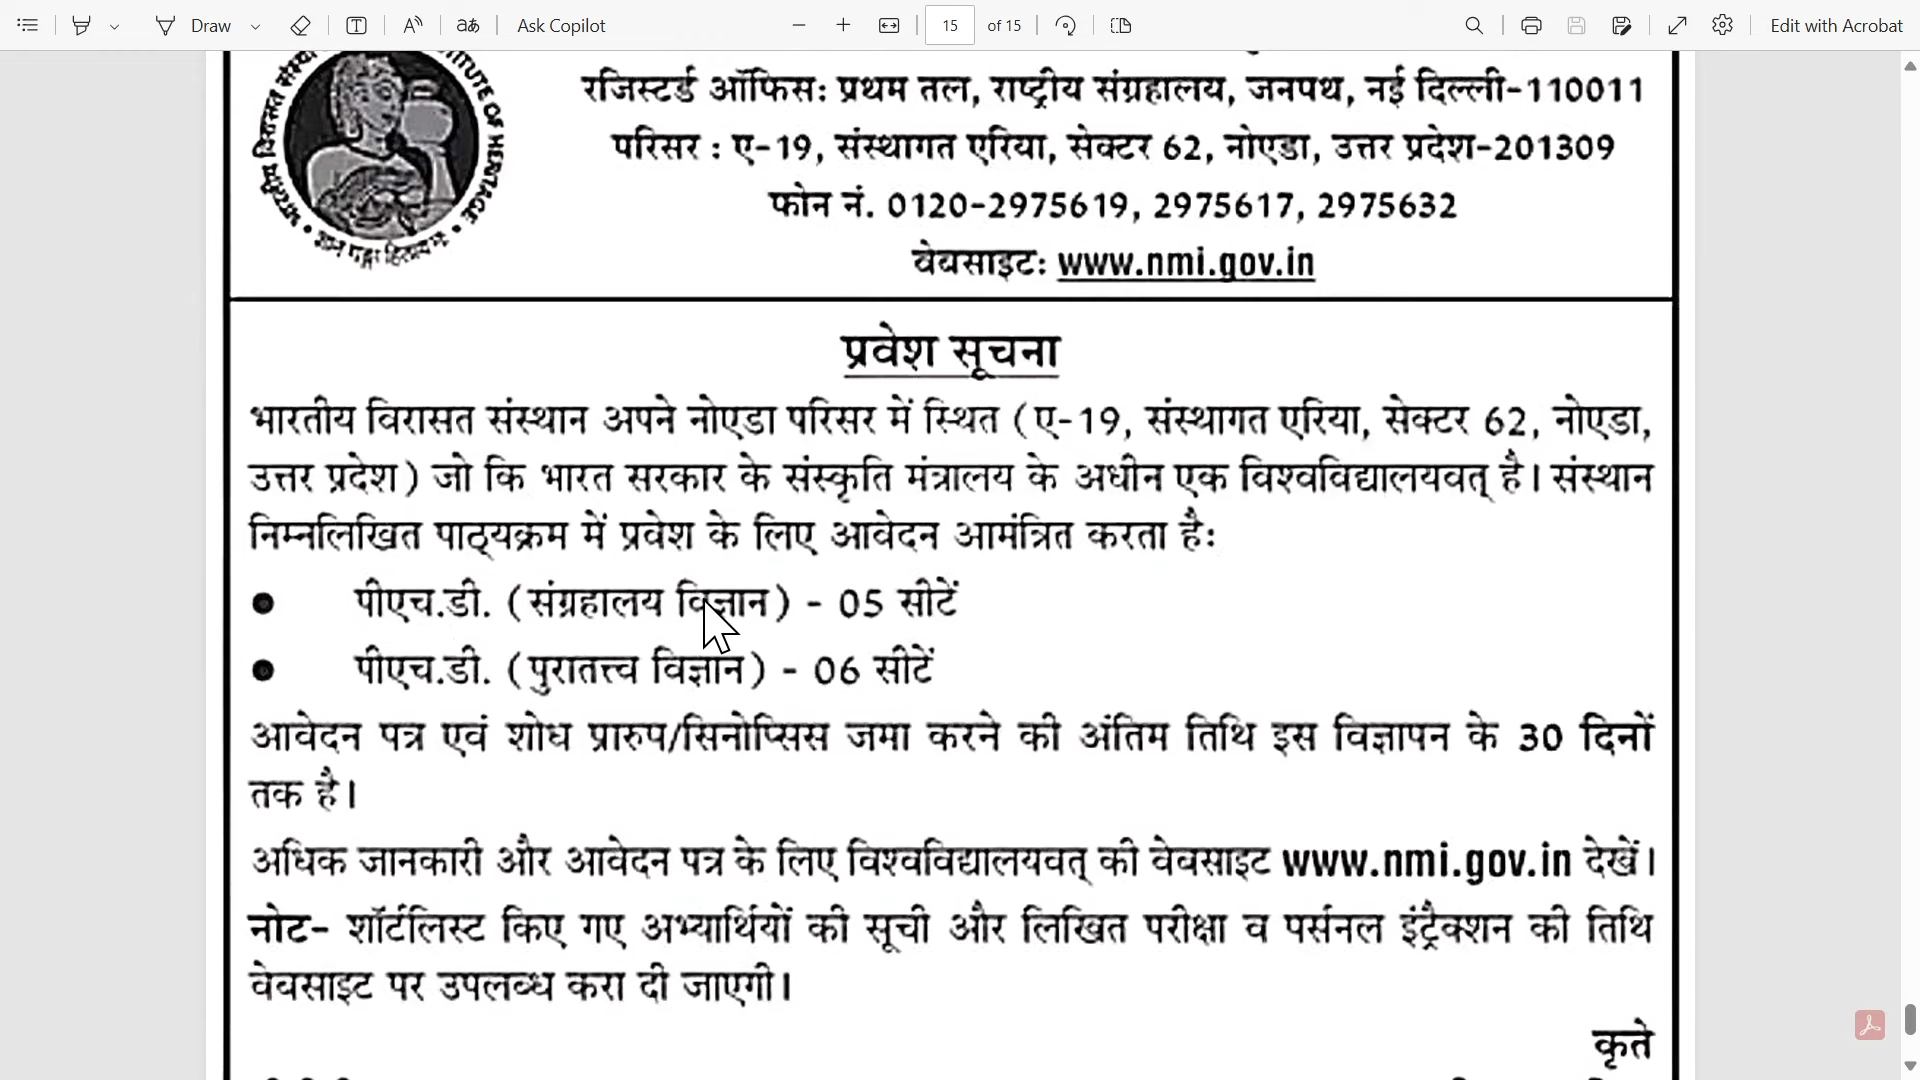 Draw
Ask Copilot
15
of 15
Edit with Acrobat
भारतीय विरासत संस्था
INSTITUTE OF HERITAGE
रजिस्टर्ड ऑफिसः प्रथम तल, राष्ट्रीय संग्रहालय, जनपथ, नई दिल्ली-110011
परिसर : ए-19, संस्थागत एरिया, सेक्टर 62, नोएडा, उत्तर प्रदेश-201309
फोन नं. 0120-2975619, 2975617, 2975632
वेबसाइटः www.nmi.gov.in
प्रवेश सूचना
भारतीय विरासत संस्थान अपने नोएडा परिसर में स्थित (ए-19, संस्थागत एरिया, सेक्टर 62, नोएडा,
उत्तर प्रदेश) जो कि भारत सरकार के संस्कृति मंत्रालय के अधीन एक विश्वविद्यालयवत् है। संस्थान
निम्नलिखित पाठ्यक्रम में प्रवेश के लिए आवेदन आमंत्रित करता हैः
● पीएच.डी. (संग्रहालय विज्ञान) - 05 सीटें
● पीएच.डी. (पुरातत्त्व विज्ञान) - 06 सीटें
आवेदन पत्र एवं शोध प्रारुप/सिनोप्सिस जमा करने की अंतिम तिथि इस विज्ञापन के 30 दिनों
तक है।
अधिक जानकारी और आवेदन पत्र के लिए विश्वविद्यालयवत् की वेबसाइट www.nmi.gov.in देखें।
नोट- शॉर्टलिस्ट किए गए अभ्यार्थियों की सूची और लिखित परीक्षा व पर्सनल इंट्रैक्शन की तिथि
वेबसाइट पर उपलब्ध करा दी जाएगी।
कृते